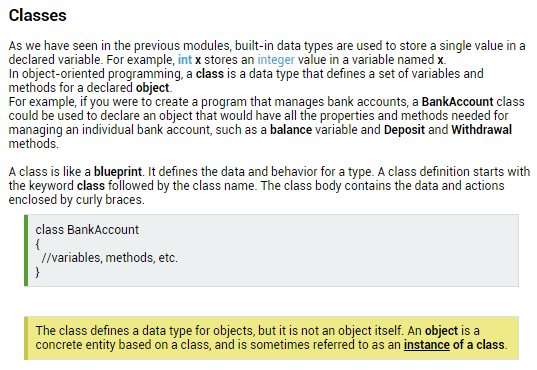 Classes
As we have seen in the previous modules, built-in data types are used to store a single value in a
declared variable. For example, int x stores an integer value in a variable named x.
In object-oriented programming, a class is a data type that defines a set of variables and
methods for a declared object.
For example, if you were to create a program that manages bank accounts, a BankAccount class
could be used to declare an object that would have all the properties and methods needed for
managing an individual bank account, such as a balance variable and Deposit and Withdrawal
methods.
A class is like a blueprint. It defines the data and behavior for a type. A class definition starts with
the keyword class followed by the class name. The class body contains the data and actions
enclosed by curly braces.
class BankAccount
{
//variables, methods, etc.
}
The class defines a data type for objects, but it is not an object itself. An object is a
concrete entity based on a class, and is sometimes referred to as an instance of a class.